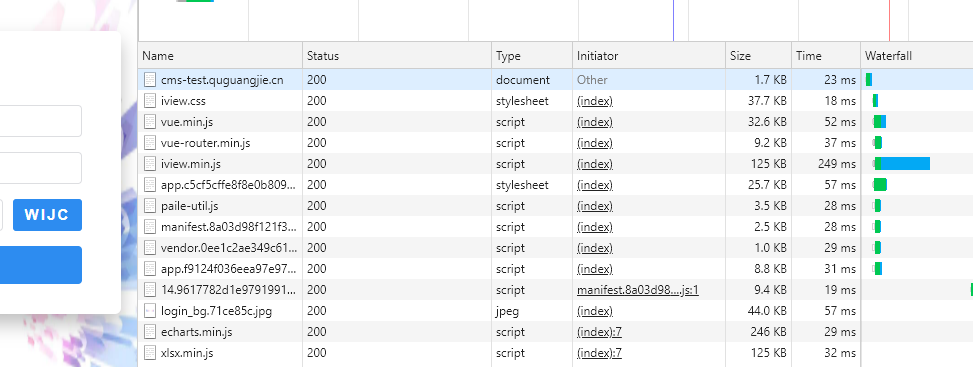 Name Status Type Initiator Size Time Waterfall
cms-test.quguangjie.cn 200 document Other 1.7 KB 23 ms
iview.css 200 stylesheet (index) 37.7 KB 18 ms
vue.min.js 200 script (index) 32.6 KB 52 ms
vue-router.min.js 200 script (index) 9.2 KB 37 ms
iview.min.js 200 script (index) 125 KB 249 ms
app.c5cf5cffe8f8e0b809... 200 stylesheet (index) 25.7 KB 57 ms
paile-util.js 200 script (index) 3.5 KB 28 ms
WIJC
manifest.8a03d98f121f3... 200 script (index) 2.5 KB 28 ms
vendor.0ee1c2ae349c61... 200 script (index) 1.0 KB 29 ms
app.f9124f036eea97e97... 200 script (index) 8.8 KB 31 ms
14.9617782d1e9791991... 200 script manifest.8a03d98....js:1 9.4 KB 19 ms
login_bg.71ce85c.jpg 200 jpeg (index) 44.0 KB 57 ms
echarts.min.js 200 script (index):7 246 KB 29 ms
xlsx.min.js 200 script (index):7 125 KB 32 ms